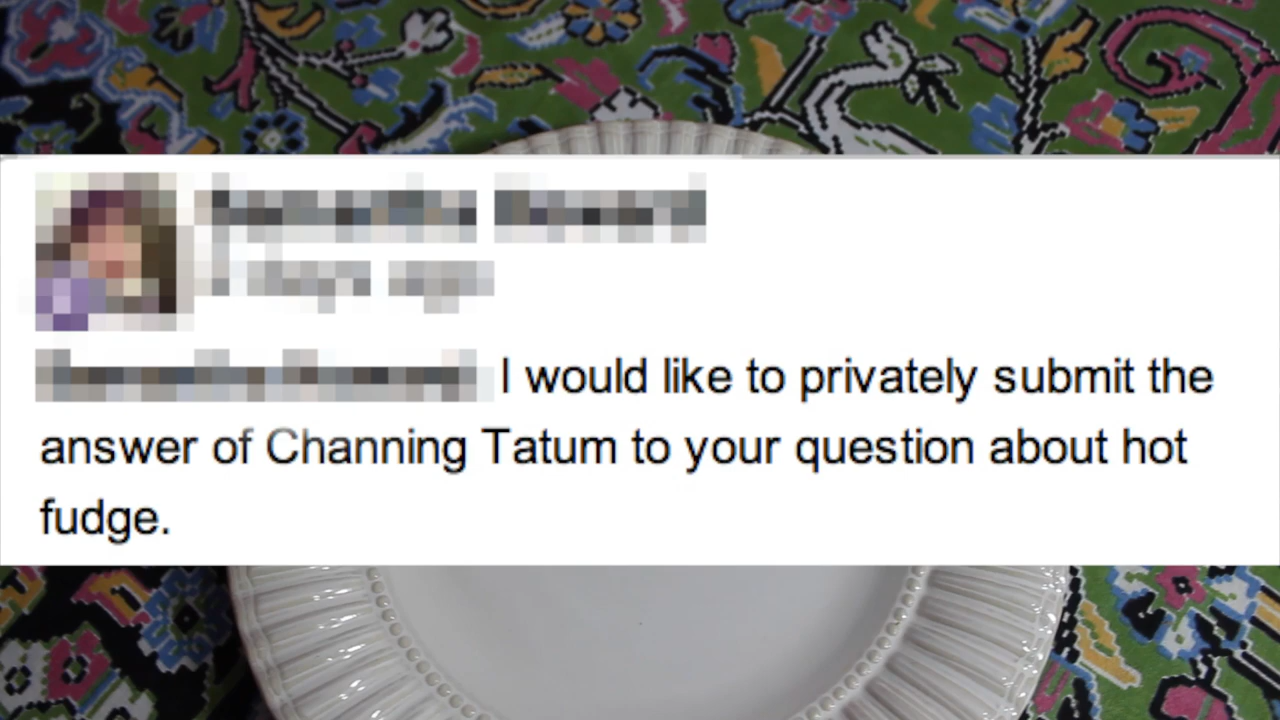 I would like to privately submit the
answer of Channing Tatum to your question about hot
fudge.